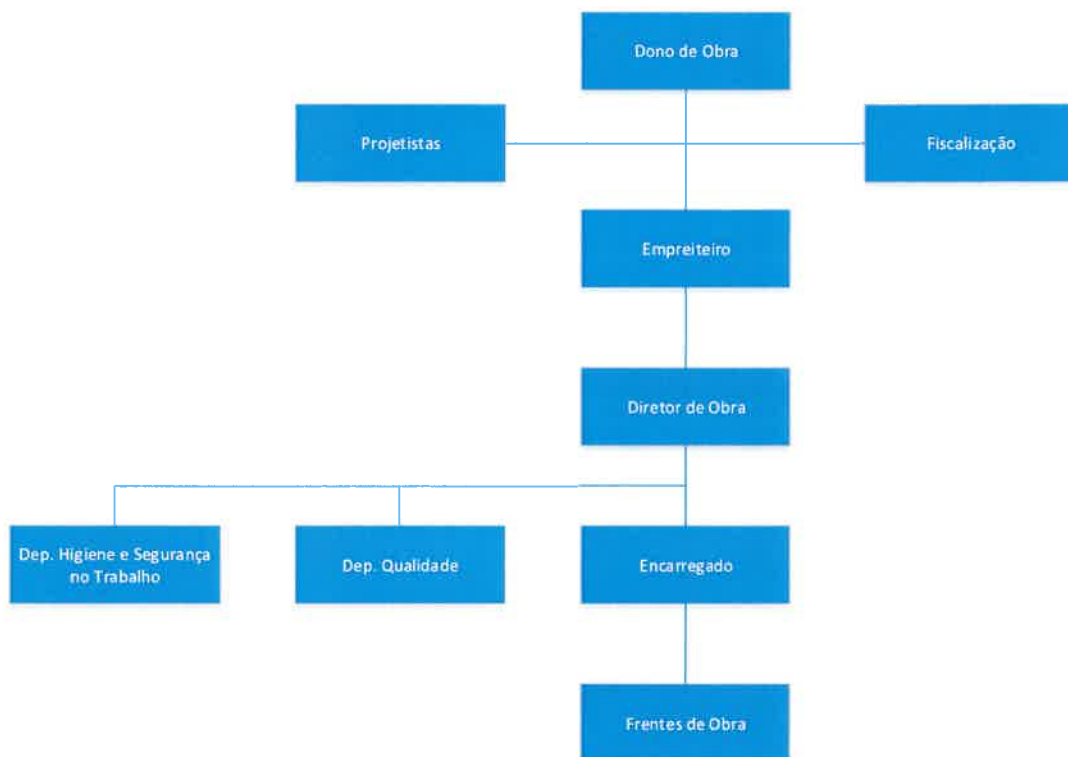 Dono de Obra
Projetistas
Fiscalização
Empreiteiro
Diretor de Obra
Dep. Higiene e Segurança
no Trabalho
Dep. Qualidade
Encarregado
Frentes de Obra